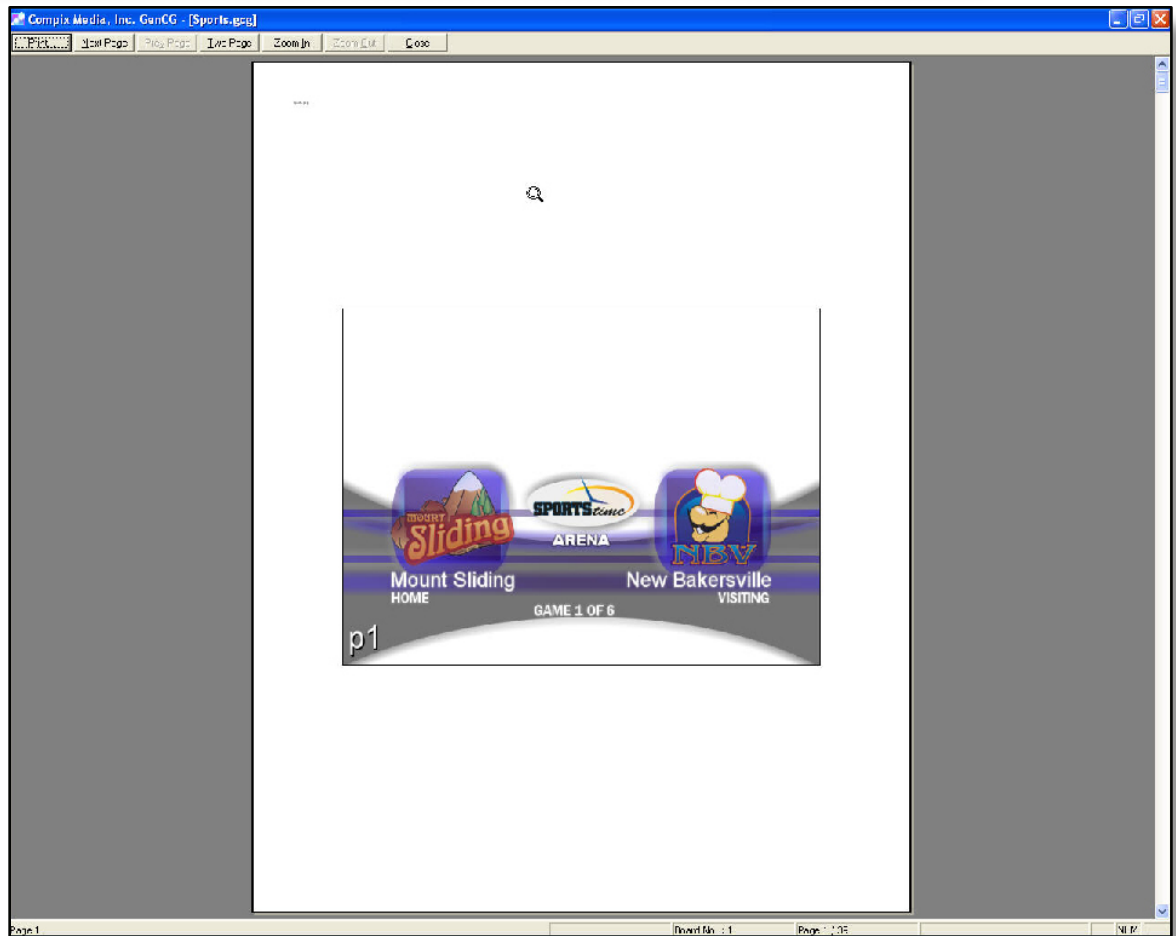 Compix Media, Inc. GenCG - [Sports.gcg]
Print... Next Page Prev Page Two Page Zoom In Zoom Out Close
MOUNT
Sliding
SPORTStime
ARENA
NBV
Mount Sliding New Bakersville
HOME VISITING
GAME 1 OF 6
p1
Page 1 Board No. : 1 NUM